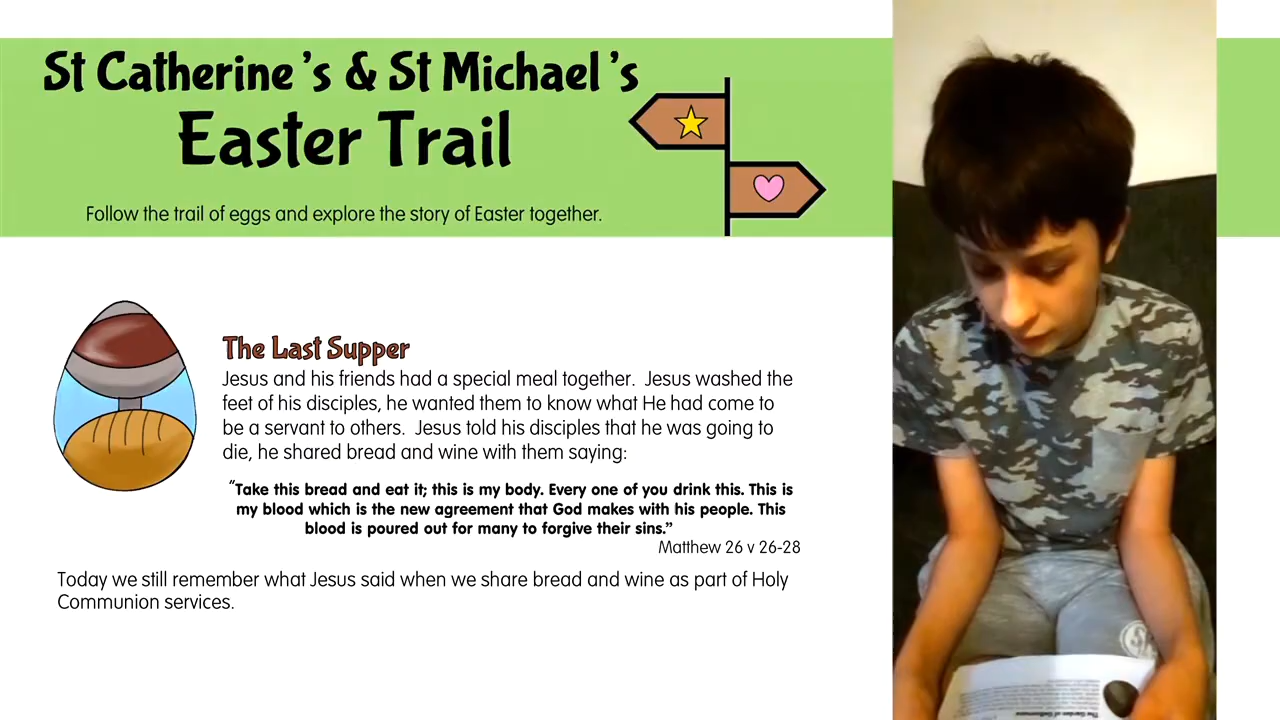 St Catherine's & St Michael's
Easter Trail
Follow the trail of eggs and explore the story of Easter together.
The Last Supper
Jesus and his friends had a special meal together. Jesus washed the
feet of his disciples, he wanted them to know what He had come to
be a servant to others. Jesus told his disciples that he was going to
die, he shared bread and wine with them saying:
"Take this bread and eat it; this is my body. Every one of you drink this. This is
my blood which is the new agreement that God makes with his people. This
blood is poured out for many to forgive their sins."
Matthew 26 v 26-28
Today we still remember what Jesus said when we share bread and wine as part of Holy
Communion services.
The Garden of Gethsemane